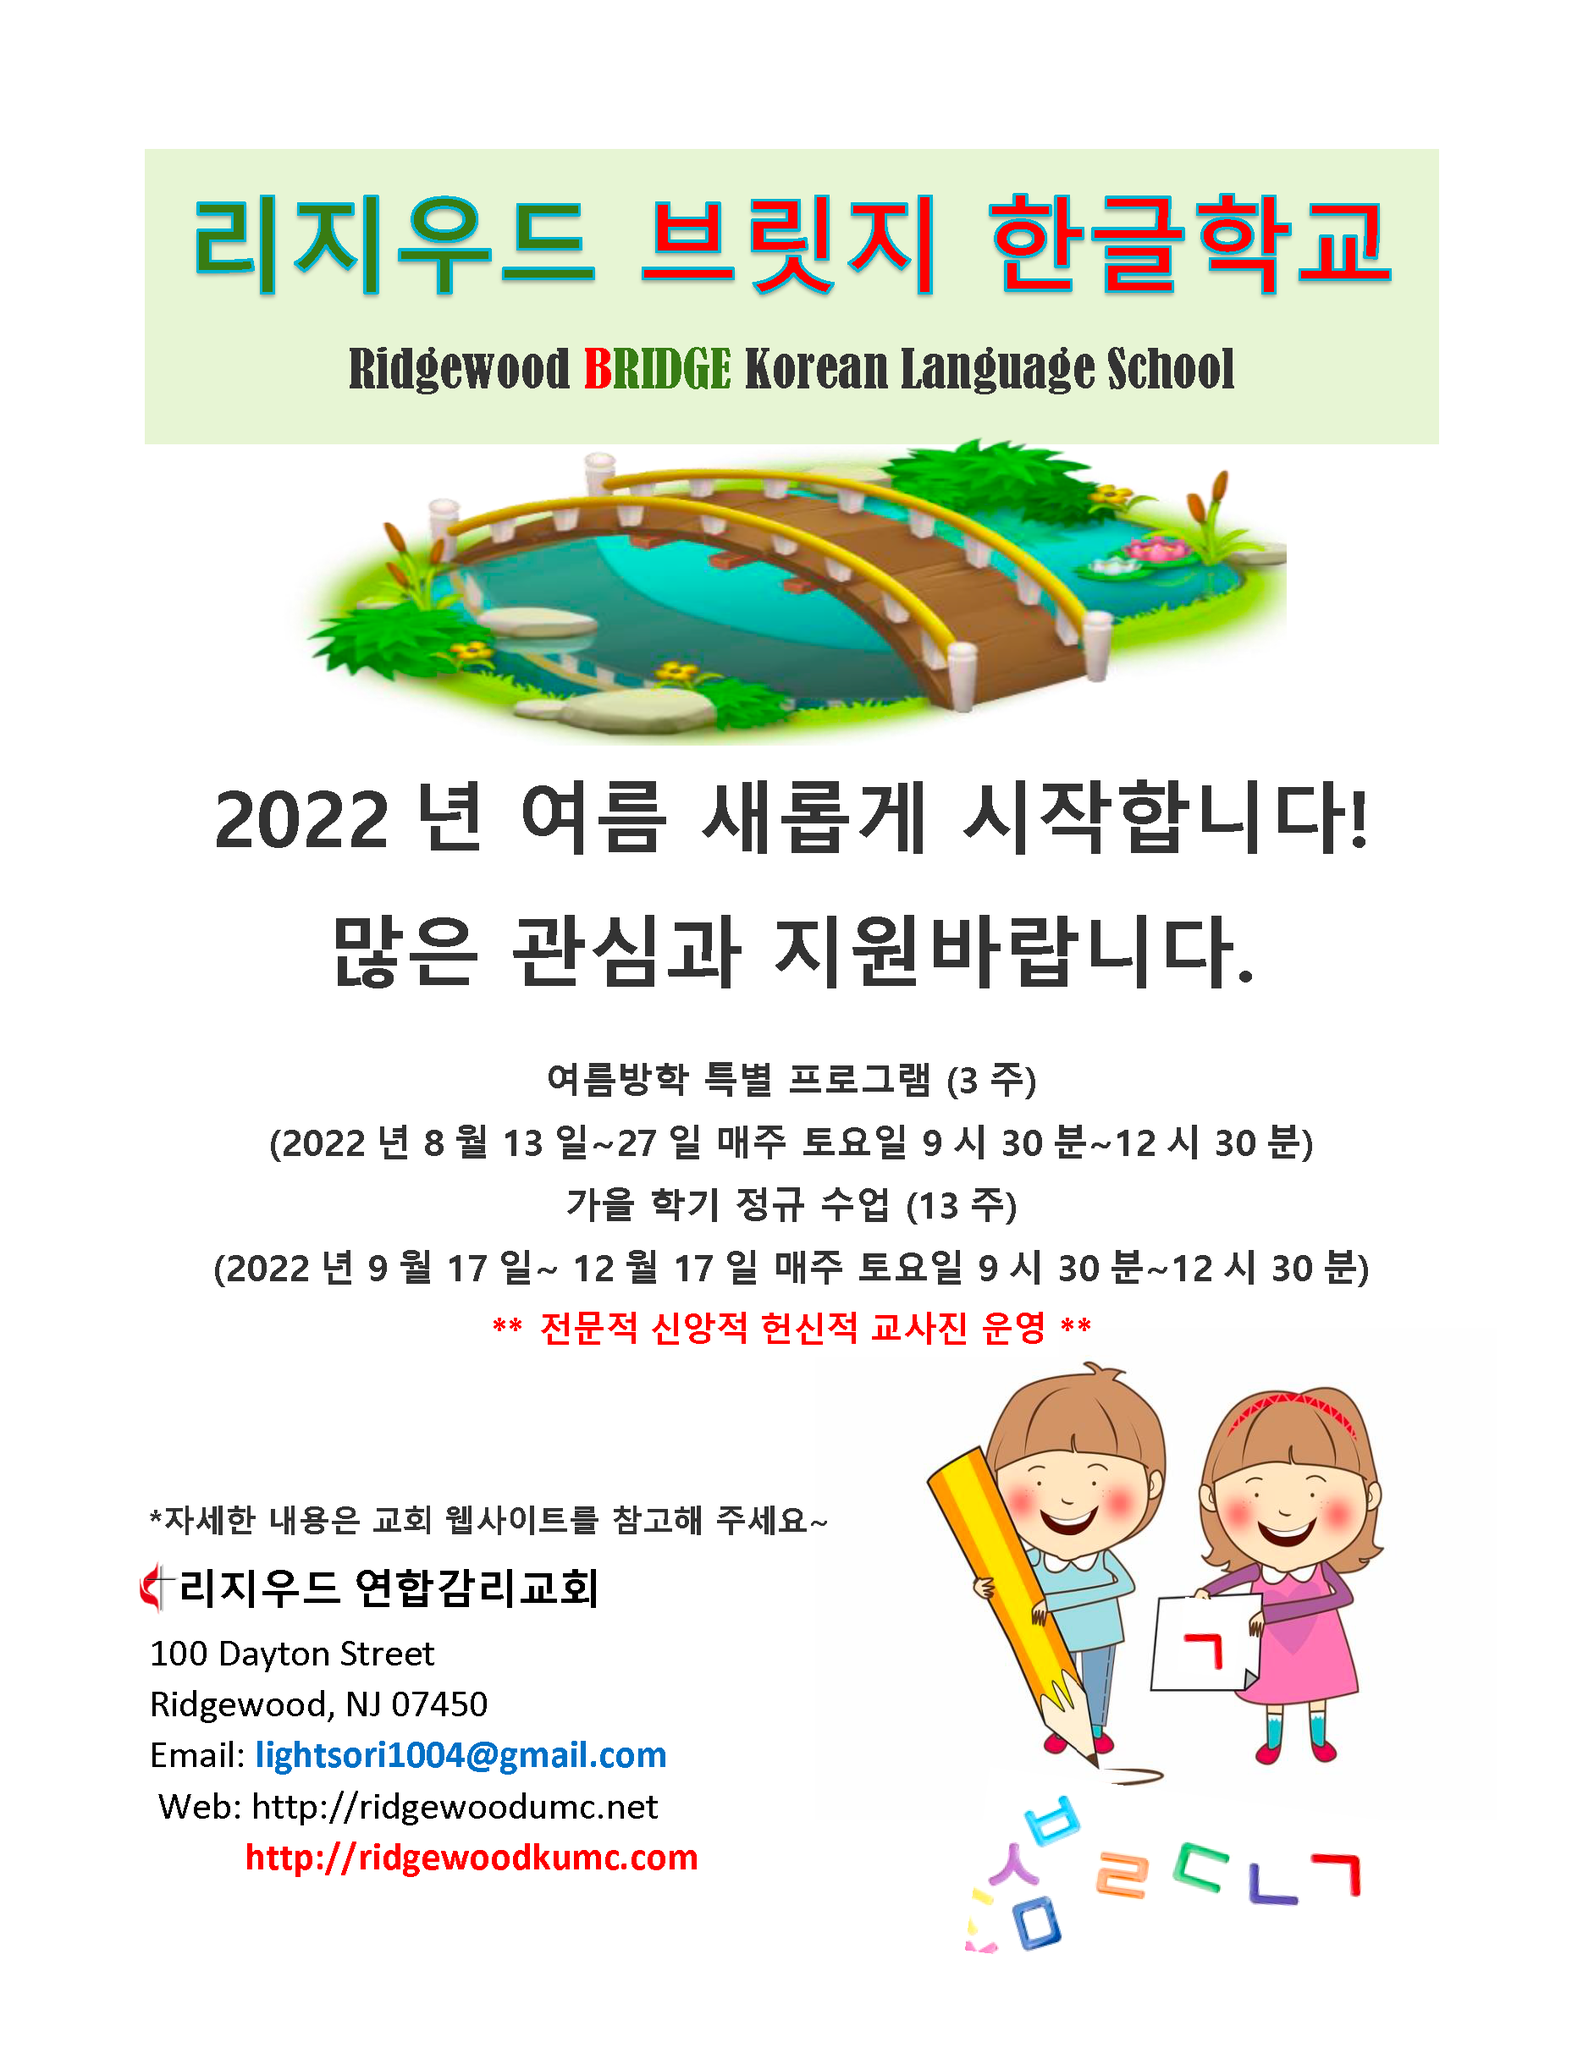 리지우드 브릿지 한글학교
Ridgewood BRIDGE Korean Language School
2022 년 여름 새롭게 시작합니다!
많은 관심과 지원바랍니다.
여름방학 특별 프로그램 (3 주)
(2022 년 8 월 13 일~27 일 매주 토요일 9 시 30 분~12 시 30 분)
가을 학기 정규 수업 (13 주)
(2022 년 9 월 17 일~ 12 월 17 일 매주 토요일 9 시 30 분~12 시 30 분)
** 전문적 신앙적 헌신적 교사진 운영 **
*자세한 내용은 교회 웹사이트를 참고해 주세요~
리지우드 연합감리교회
100 Dayton Street
Ridgewood, NJ 07450
Email: lightsori1004@gmail.com
Web: http://ridgewoodumc.net
http://ridgewoodkumc.com
ㄱ
ㅂ
ㅅ ㄹ ㄷ ㄴ ㄱ
ㅁ